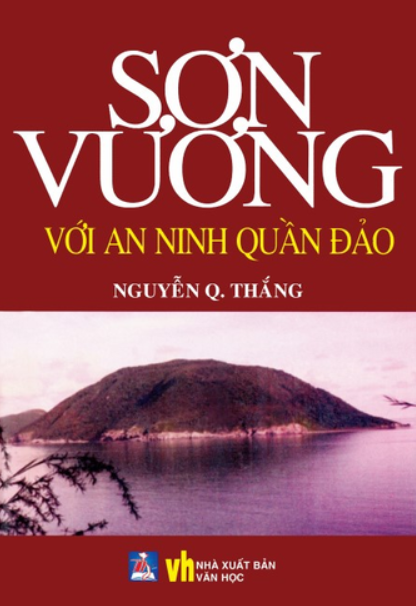 SƠN
VƯƠNG
VỚI AN NINH QUẦN ĐẢO
NGUYỄN Q. THẮNG
vh NHÀ XUẤT BẢN
VĂN HỌC